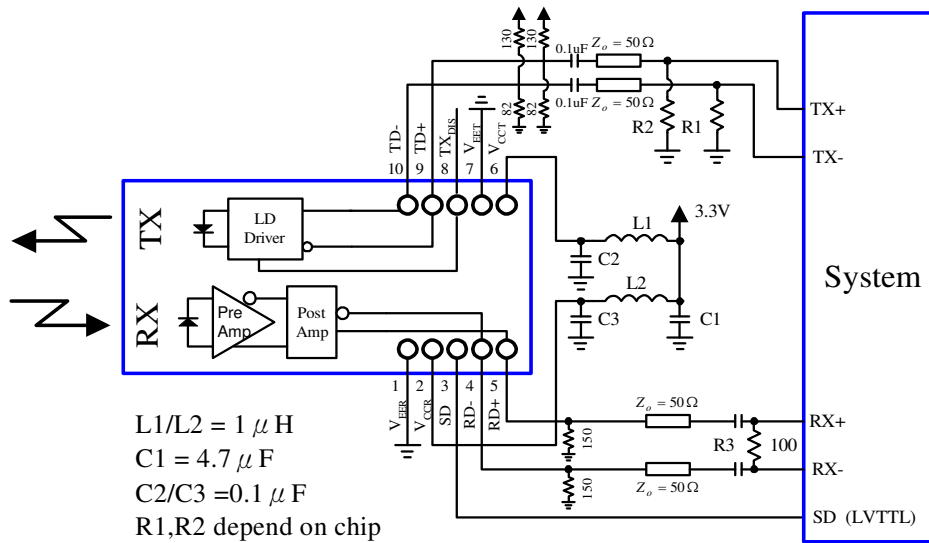 130
130
0.1uF
Zo = 50Ω
0.1uF
Zo = 50Ω
82
82
R2
R1
TX+
TX-
TD-
TD+
TXDIS
VEET
VCCT
10
9
8
7
6
TX
LD
Driver
L1
3.3V
C2
L2
C3
C1
System
RX
Pre
Amp
Post
Amp
1
2
3
4
5
VEER
VCCR
SD
RD-
RD+
150
150
Zo = 50Ω
Zo = 50Ω
R3
100
RX+
RX-
SD (LVTTL)
L1/L2 = 1 μH
C1 = 4.7 μF
C2/C3 =0.1 μF
R1,R2 depend on chip